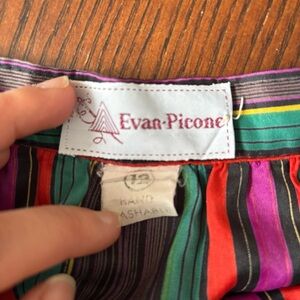 Evan-Picone
12
HAND
WASHABLE